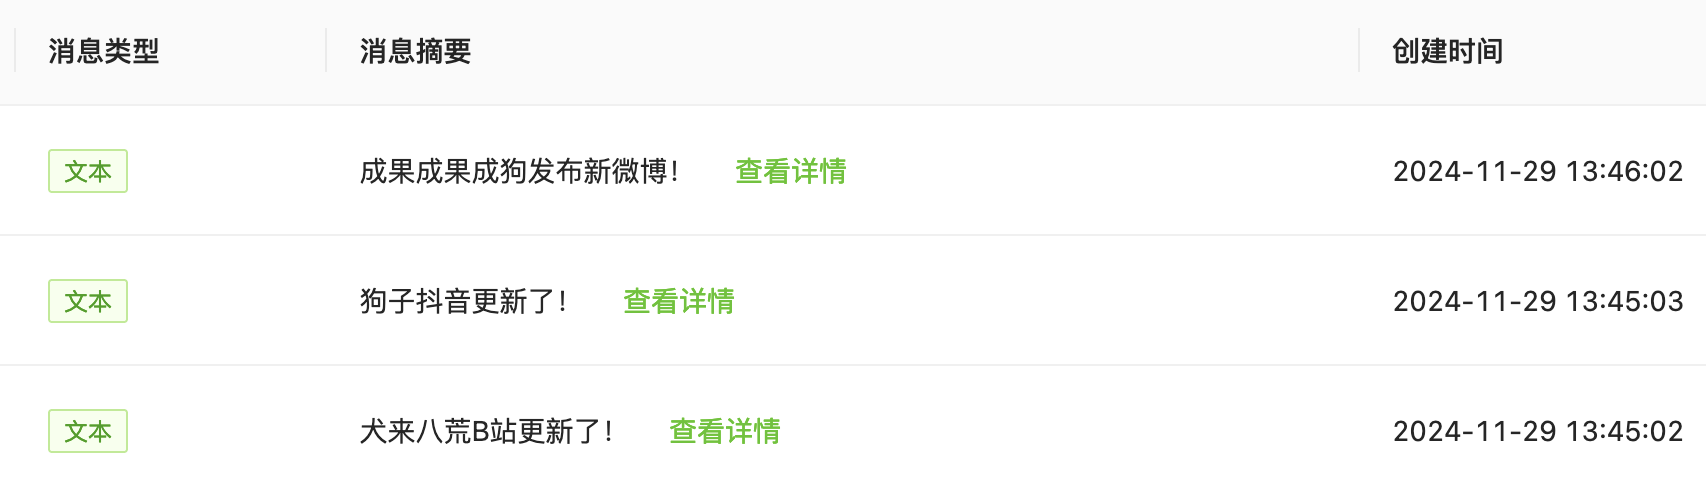 消息类型 消息摘要 创建时间
文本 成果成果成狗发布新微博！ 查看详情 2024-11-29 13:46:02
文本 狗子抖音更新了！ 查看详情 2024-11-29 13:45:03
文本 犬来八荒B站更新了！ 查看详情 2024-11-29 13:45:02